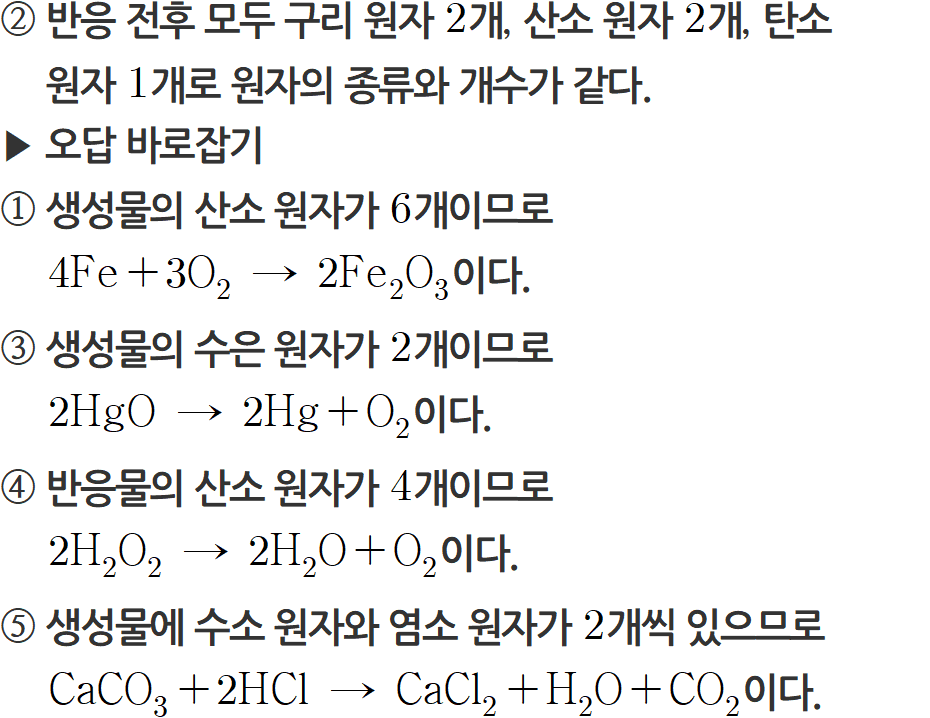 ② 반응 전후 모두 구리 원자 2개, 산소 원자 2개, 탄소
원자 1개로 원자의 종류와 개수가 같다.
▶ 오답 바로잡기
① 생성물의 산소 원자가 6개이므로
4Fe+3O₂ → 2Fe₂O₃이다.
③ 생성물의 수은 원자가 2개이므로
2HgO → 2Hg+O₂이다.
④ 반응물의 산소 원자가 4개이므로
2H₂O₂ → 2H₂O+O₂이다.
⑤ 생성물에 수소 원자와 염소 원자가 2개씩 있으므로
CaCO₃+2HCl → CaCl₂+H₂O+CO₂이다.